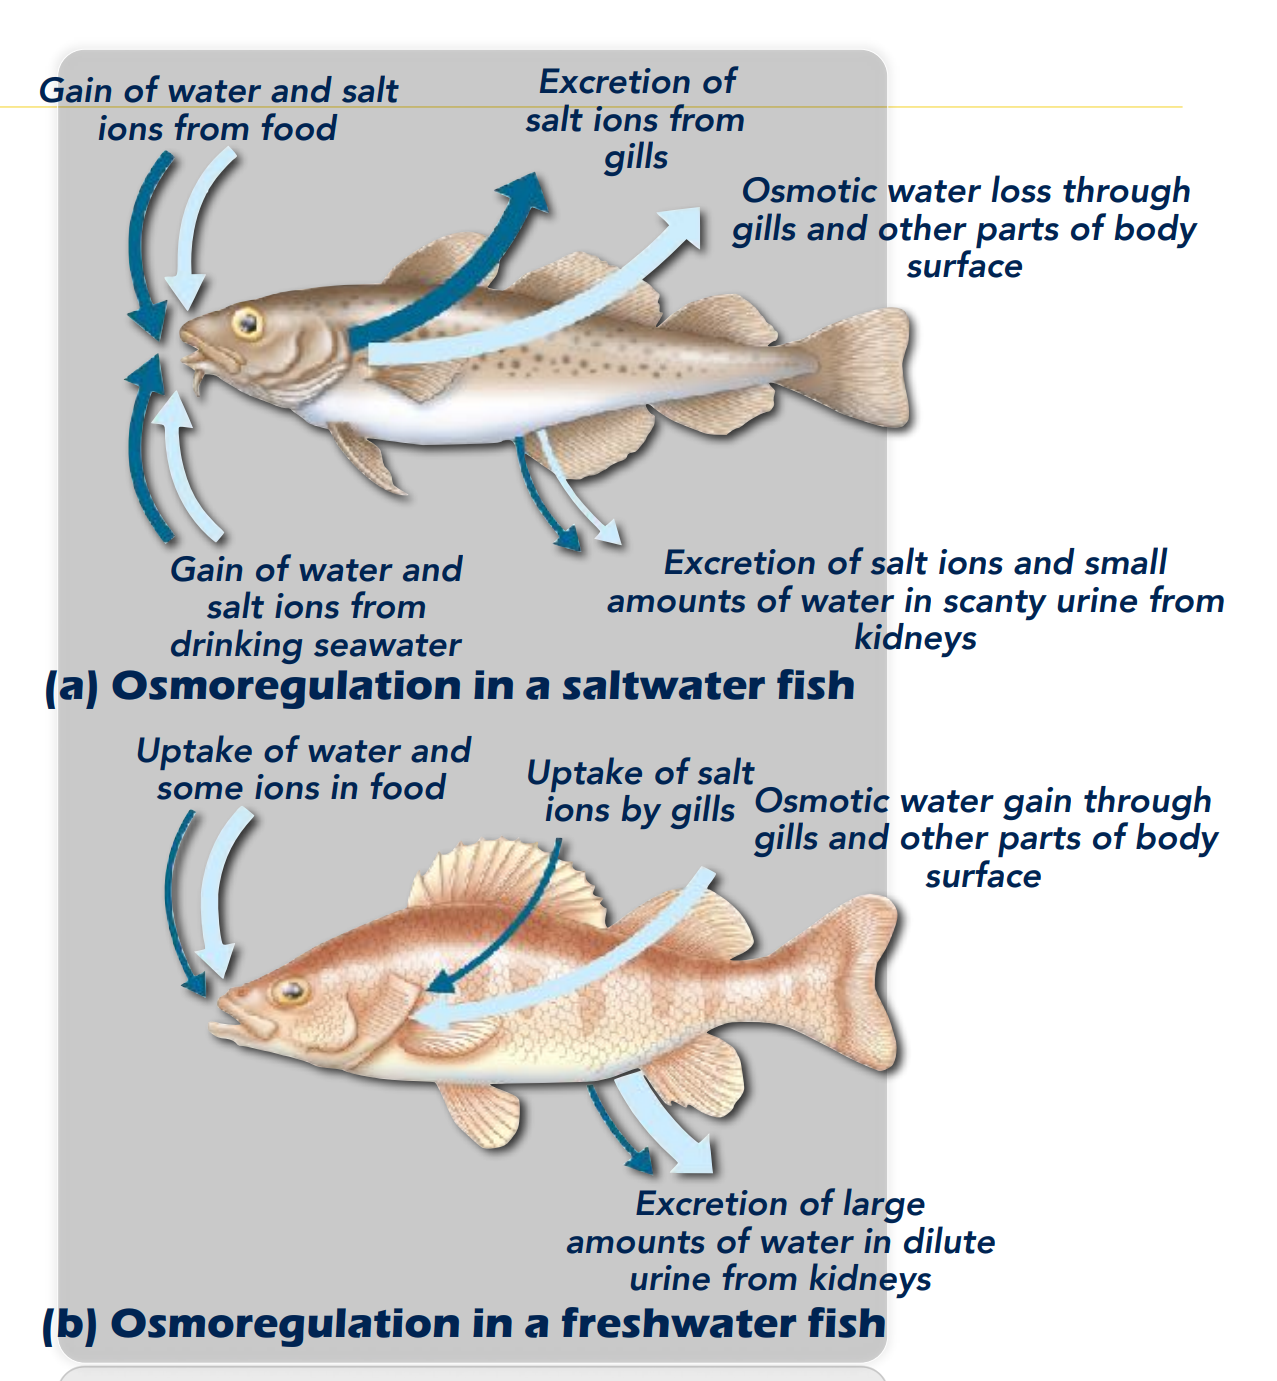 Gain of water and salt
ions from food
Excretion of
salt ions from
gills
Osmotic water loss through
gills and other parts of body
surface
Gain of water and
salt ions from
drinking seawater
Excretion of salt ions and small
amounts of water in scanty urine from
kidneys
(a) Osmoregulation in a saltwater fish
Uptake of water and
some ions in food
Uptake of salt
ions by gills
Osmotic water gain through
gills and other parts of body
surface
Excretion of large
amounts of water in dilute
urine from kidneys
(b) Osmoregulation in a freshwater fish